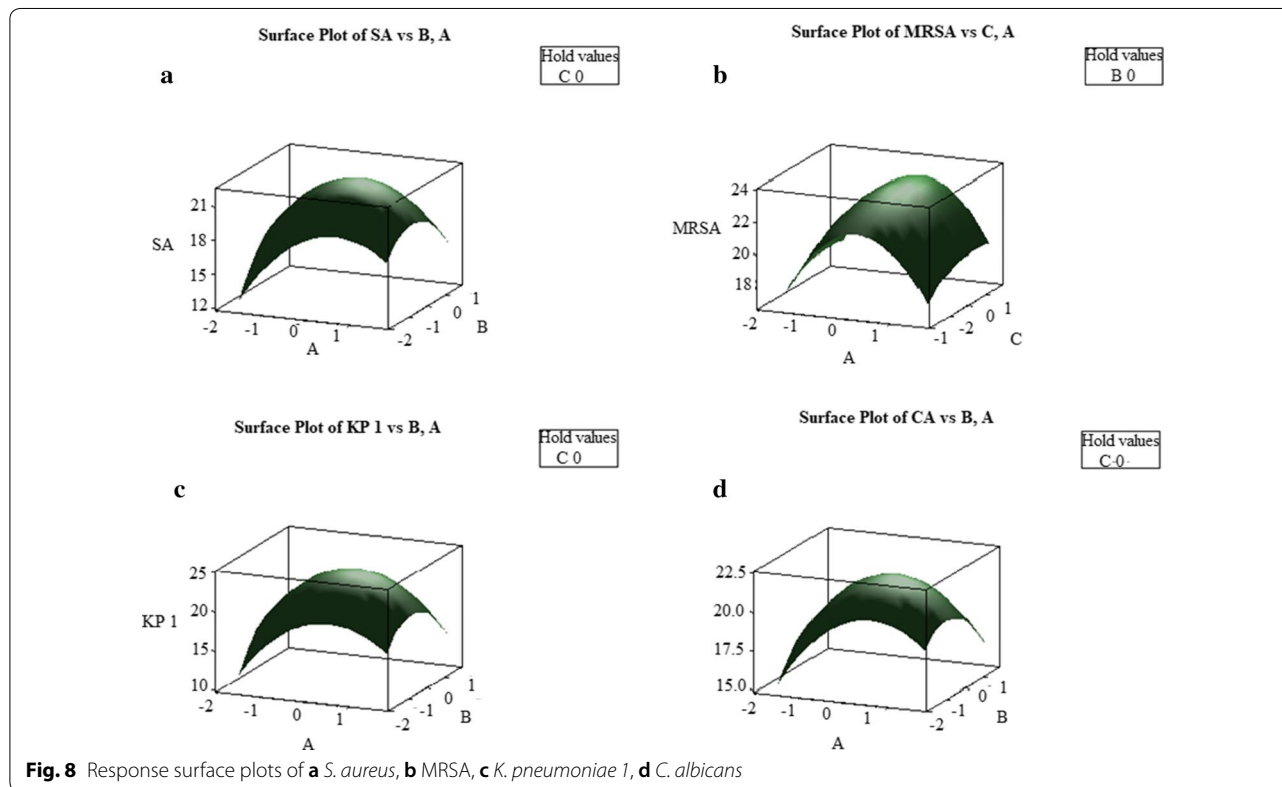 Surface Plot of SA vs B, A
a
Hold values
C 0
21
18
15
12
SA
-2
-1
0
1
A
-2
-1
0
1
B
Surface Plot of MRSA vs C, A
b
Hold values
B 0
24
22
20
18
MRSA
-2
-1
0
1
A
-1
-2
0
1
C
Surface Plot of KP 1 vs B, A
c
Hold values
C 0
25
20
15
10
KP 1
-2
-1
0
1
A
-2
-1
0
1
B
Surface Plot of CA vs B, A
d
Hold values
C-0-
22.5
20.0
17.5
15.0
CA
-2
-1
0
1
A
-2
-1
0
1
B
Fig. 8 Response surface plots of a S. aureus, b MRSA, c K. pneumoniae 1, d C. albicans